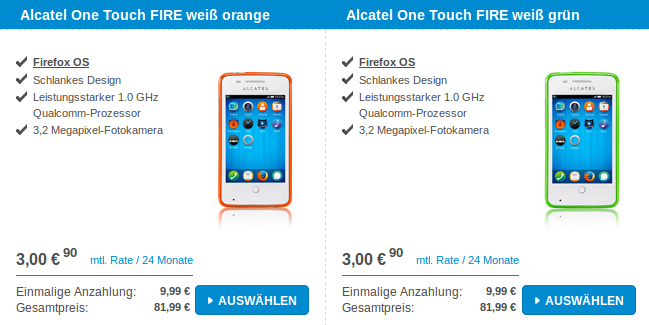 Alcatel One Touch FIRE weiß orange
Firefox OS
Schlankes Design
Leistungsstarker 1.0 GHz
Qualcomm-Prozessor
3,2 Megapixel-Fotokamera
ALCATEL
3,00 € 90 mtl. Rate / 24 Monate
Einmalige Anzahlung: 9,99 €
Gesamtpreis: 81,99 €
AUSWÄHLEN
Alcatel One Touch FIRE weiß grün
Firefox OS
Schlankes Design
Leistungsstarker 1.0 GHz
Qualcomm-Prozessor
3,2 Megapixel-Fotokamera
ALCATEL
3,00 € 90 mtl. Rate / 24 Monate
Einmalige Anzahlung: 9,99 €
Gesamtpreis: 81,99 €
AUSWÄHLEN